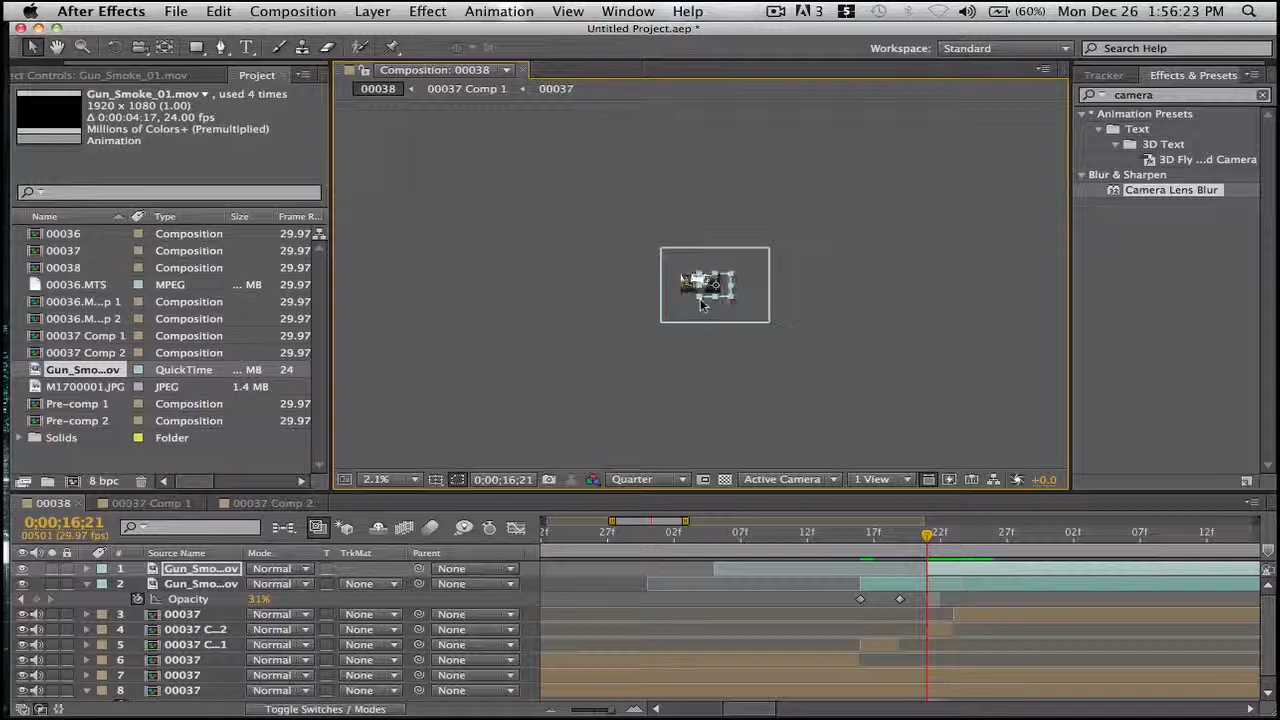 After Effects File Edit Composition Layer Effect Animation View Window Help 3 (60%) Mon Dec 26 1:56:23 PM
Untitled Project.aep *
Workspace: Standard Search Help
ect Controls: Gun_Smoke_01.mov Project Composition: 00038 Tracker Effects & Presets
00038 00037 Comp 1 00037
Gun_Smoke_01.mov, used 4 times
1920 x 1080 (1.00)
Δ 0:00:04:17, 24.00 fps
Millions of Colors+ (Premultiplied)
Animation
camera
* Animation Presets
Text
3D Text
3D Fly ...d Camera
Blur & Sharpen
Camera Lens Blur
Name Type Size Frame R...
00036 Composition 29.97
00037 Composition 29.97
00038 Composition 29.97
00036.MTS MPEG ... MB 29.97
00036.M...p 1 Composition 29.97
00036.M...p 2 Composition 29.97
00037 Comp 1 Composition 29.97
00037 Comp 2 Composition 29.97
Gun_Smo...ov QuickTime ... MB 24
M1700001.JPG JPEG 1.4 MB
Pre-comp 1 Composition 29.97
Pre-comp 2 Composition 29.97
Solids Folder
8 bpc
2.1% 0;00;16;21 Quarter Active Camera 1 View +0.0
00038 00037 Comp 1 00037 Comp 2
0;00;16;21
00501 (29.97 fps)
2f 27f 02f 07f 12f 17f 22f 27f 02f 07f 12f
# Source Name Mode T TrkMat Parent
1 Gun_Smo...ov Normal None
2 Gun_Smo...ov Normal None None
Opacity 31%
3 00037 Normal None None
4 00037 C...2 Normal None None
5 00037 C...1 Normal None None
6 00037 Normal None None
7 00037 Normal None None
8 00037 Normal None None
Toggle Switches / Modes